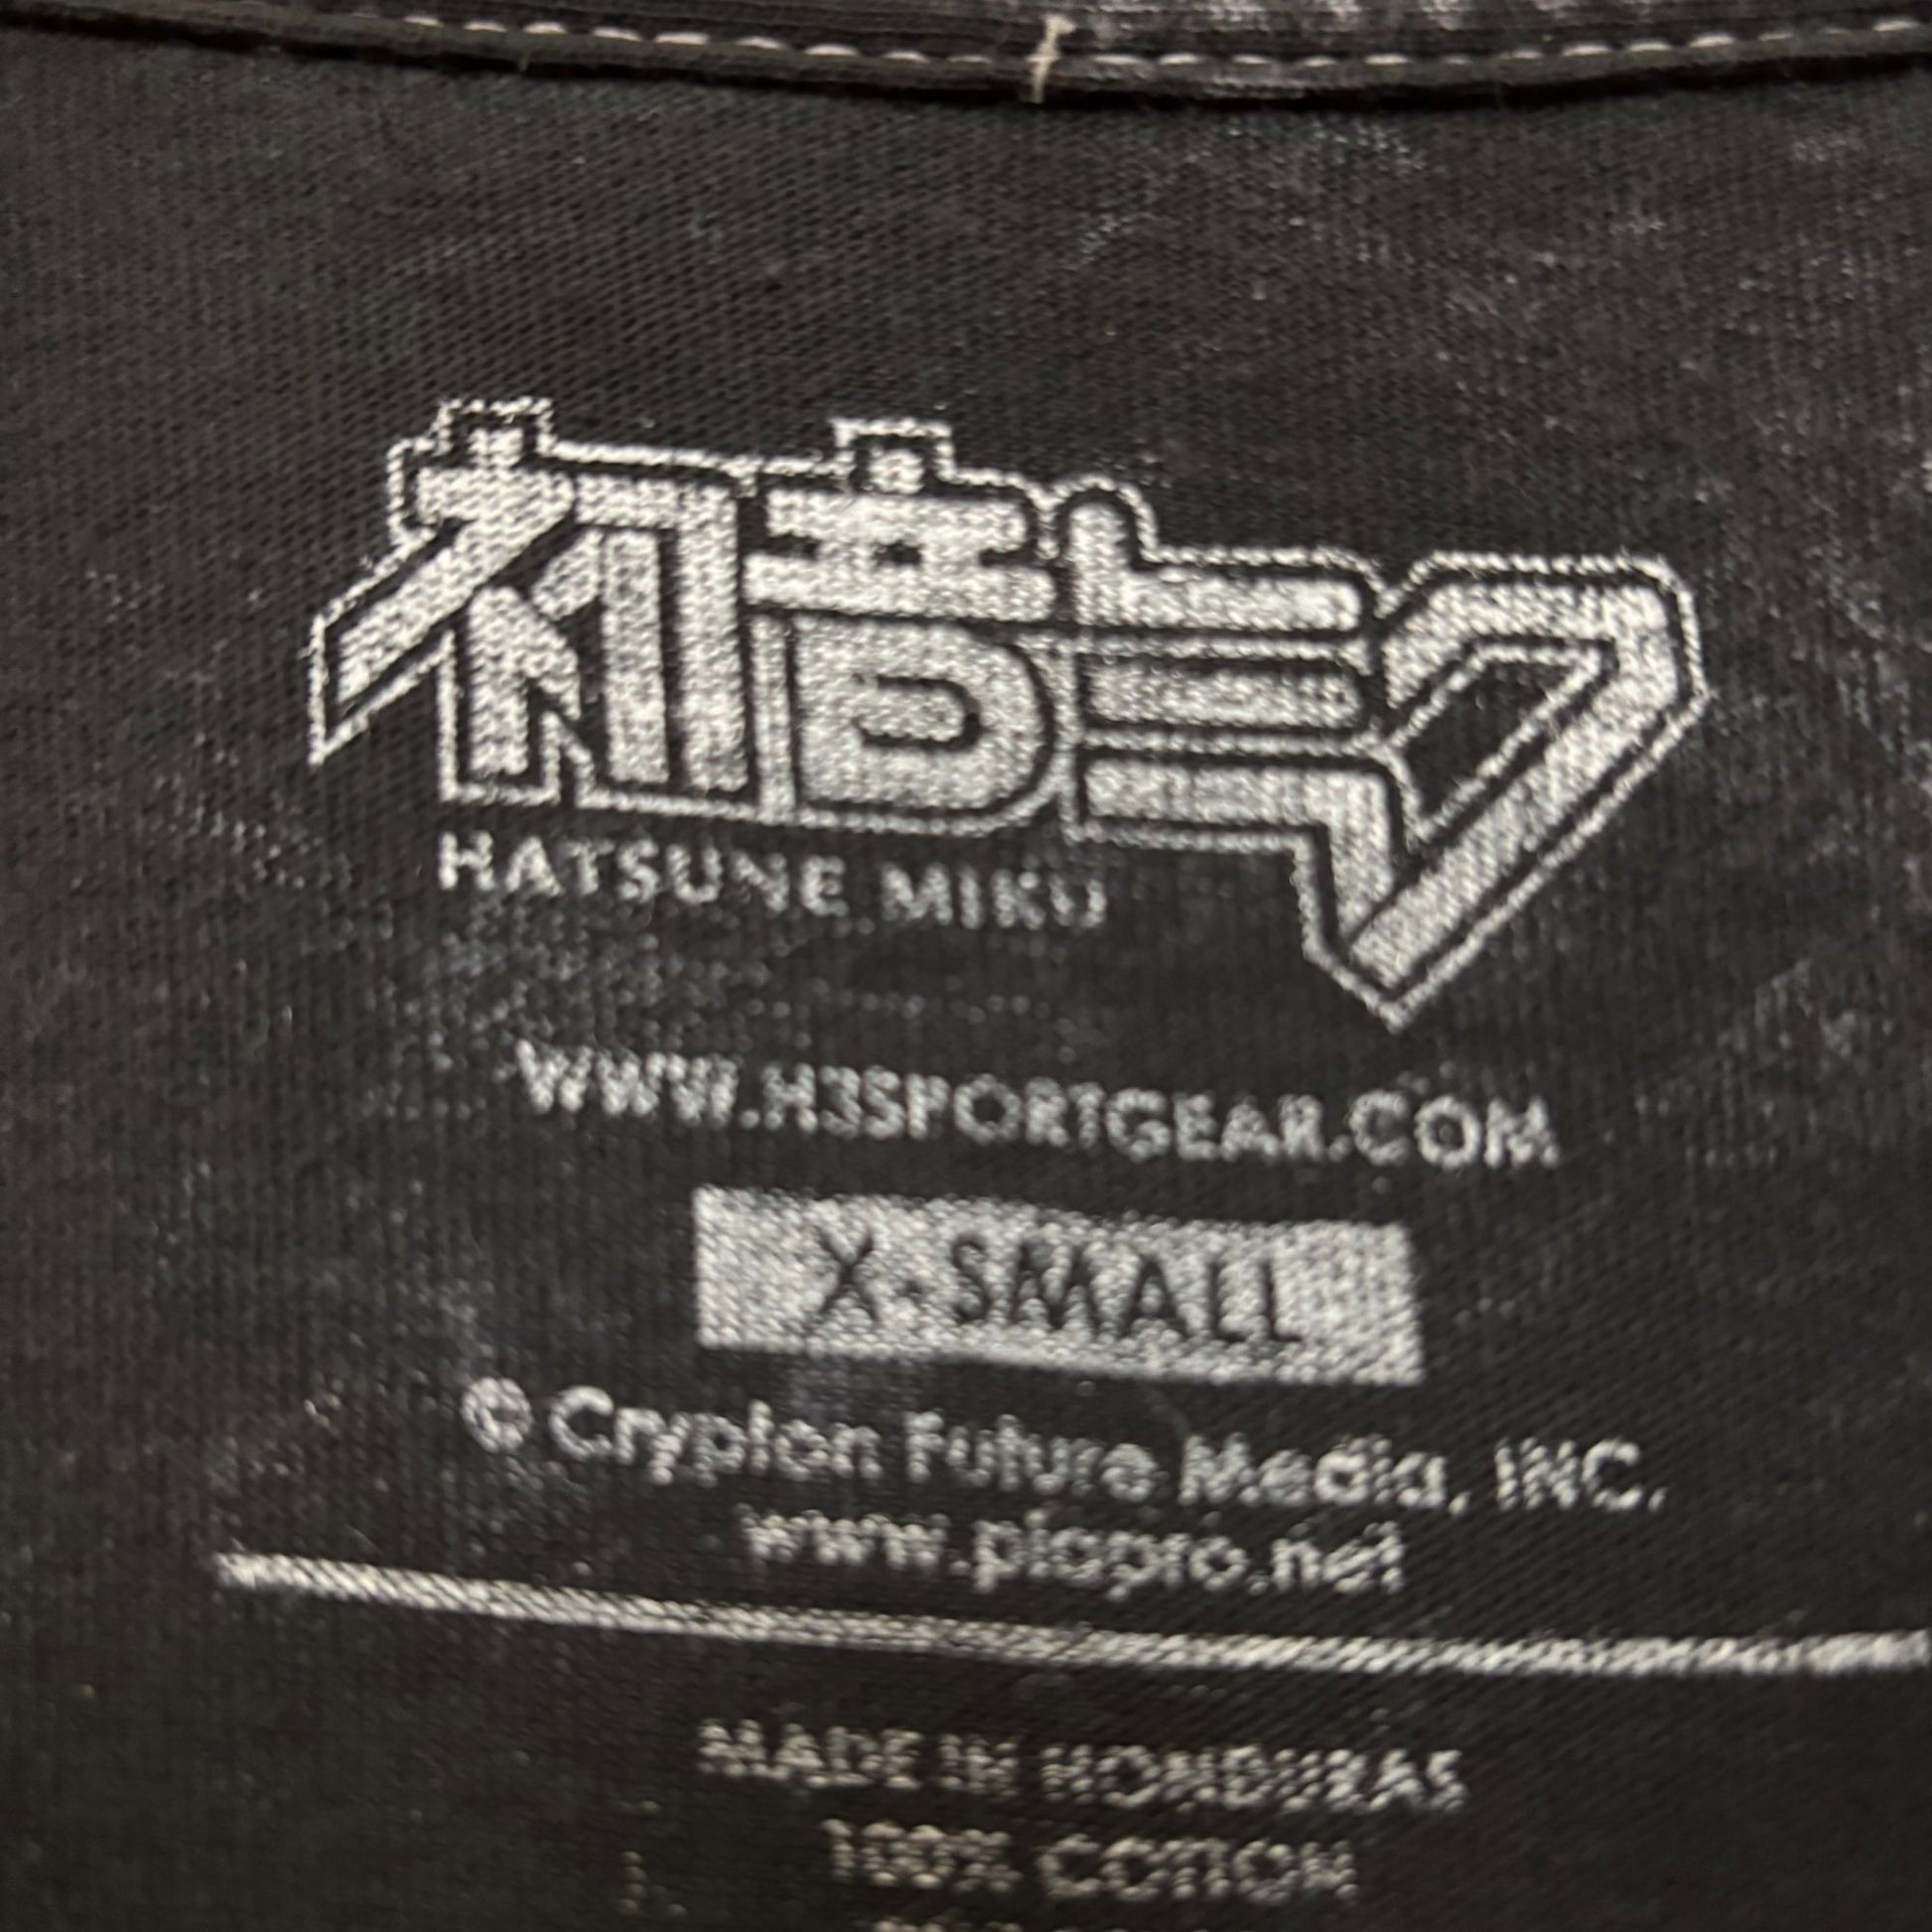 初音ミク
HATSUNE MIKU
WWW.H3SPORTGEAR.COM
X-SMALL
© Crypton Future Media, INC.
www.piapro.net
MADE IN HONDURAS
100% COTTON